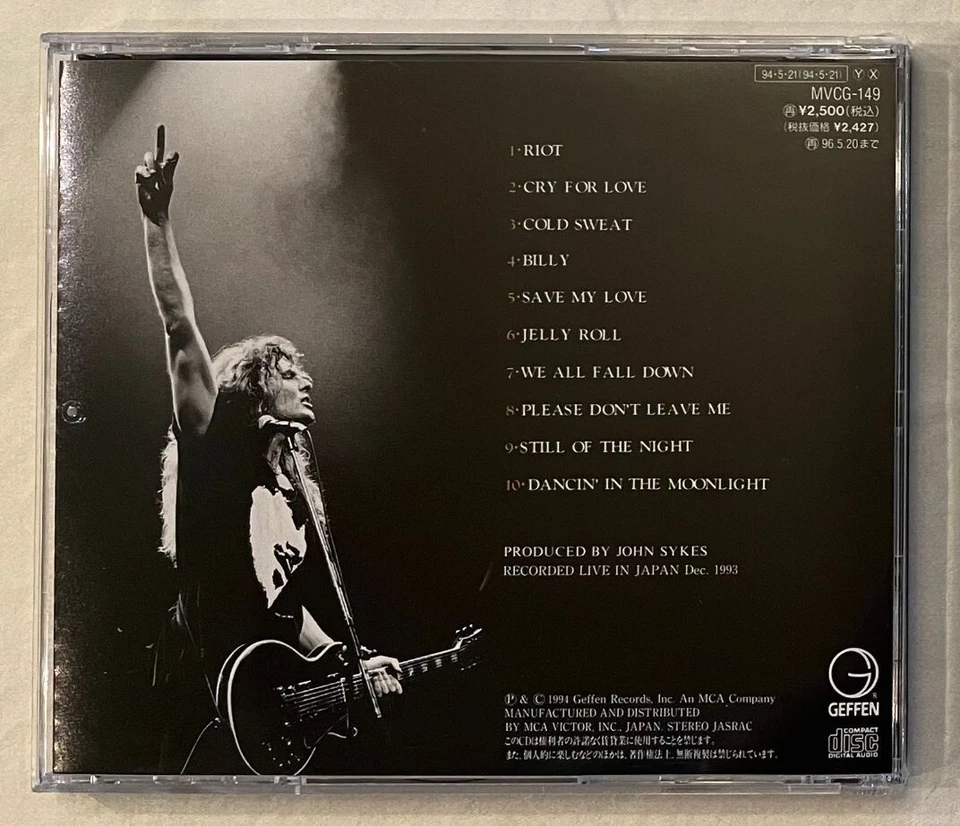 94・5・21(94・5・21) Y X
MVCG-149
再 ¥2,500(税込)
(税抜価格 ¥2,427)
再 96.5.20まで
1・RIOT
2・CRY FOR LOVE
3・COLD SWEAT
4・BILLY
5・SAVE MY LOVE
6・JELLY ROLL
7・WE ALL FALL DOWN
8・PLEASE DON'T LEAVE ME
9・STILL OF THE NIGHT
10・DANCIN' IN THE MOONLIGHT
PRODUCED BY JOHN SYKES
RECORDED LIVE IN JAPAN Dec. 1993
Ⓟ & Ⓒ 1994 Geffen Records, Inc. An MCA Company
MANUFACTURED AND DISTRIBUTED
BY MCA VICTOR, INC., JAPAN. STEREO JASRAC
このCDは権利者の許諾なく賃貸業に使用することを禁じます。
また、個人的に楽しむなどのほかは、著作権法上、無断複製は禁じられています。
GEFFEN
COMPACT
disc
DIGITAL AUDIO